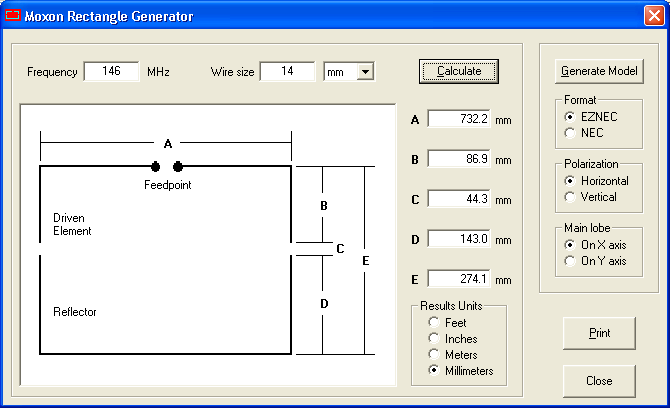 Moxon Rectangle Generator
Frequency 146 MHz Wire size 14 mm Calculate
A
Feedpoint
Driven
Element
B
C
E
D
Reflector
A 732.2 mm
B 86.9 mm
C 44.3 mm
D 143.0 mm
E 274.1 mm
Results Units
Feet
Inches
Meters
Millimeters
Generate Model
Format
EZNEC
NEC
Polarization
Horizontal
Vertical
Main lobe
On X axis
On Y axis
Print
Close